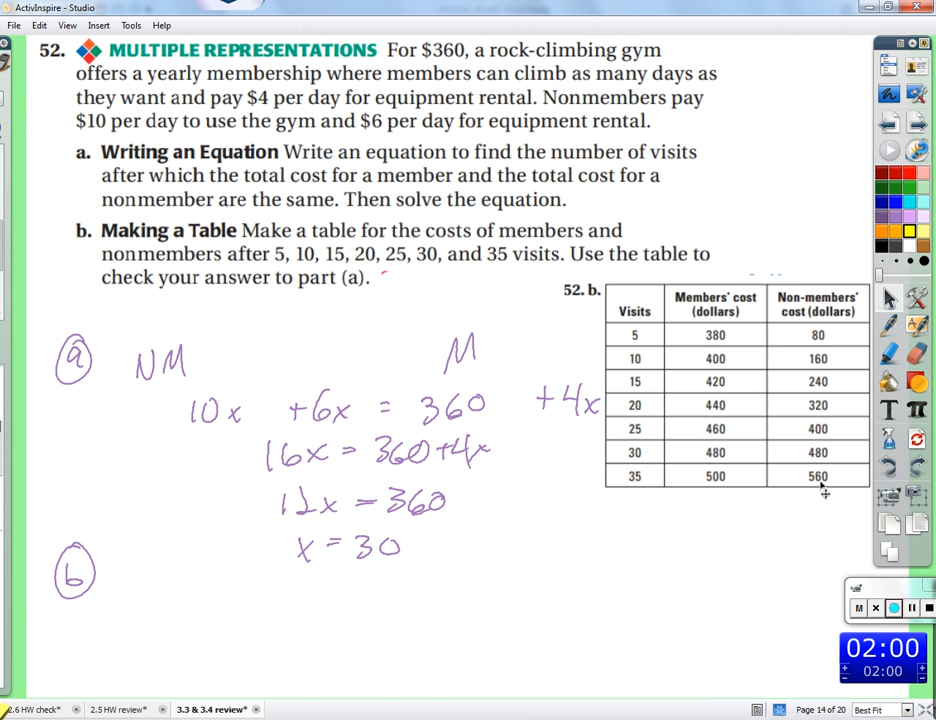 ActivInspire - Studio
File Edit View Insert Tools Help
52. MULTIPLE REPRESENTATIONS For $360, a rock-climbing gym
offers a yearly membership where members can climb as many days as
they want and pay $4 per day for equipment rental. Nonmembers pay
$10 per day to use the gym and $6 per day for equipment rental.
a. Writing an Equation Write an equation to find the number of visits
after which the total cost for a member and the total cost for a
nonmember are the same. Then solve the equation.
b. Making a Table Make a table for the costs of members and
nonmembers after 5, 10, 15, 20, 25, 30, and 35 visits. Use the table to
check your answer to part (a).
52. b.
Visits Members' cost (dollars) Non-members' cost (dollars)
5 380 80
10 400 160
15 420 240
20 440 320
25 460 400
30 480 480
35 500 560
a NM M
10x +6x = 360 +4x
16x = 360+4x
12x = 360
x = 30
b
M
02:00
02:00
2.6 HW check* 2.5 HW review* 3.3 & 3.4 review* Page 14 of 20 Best Fit